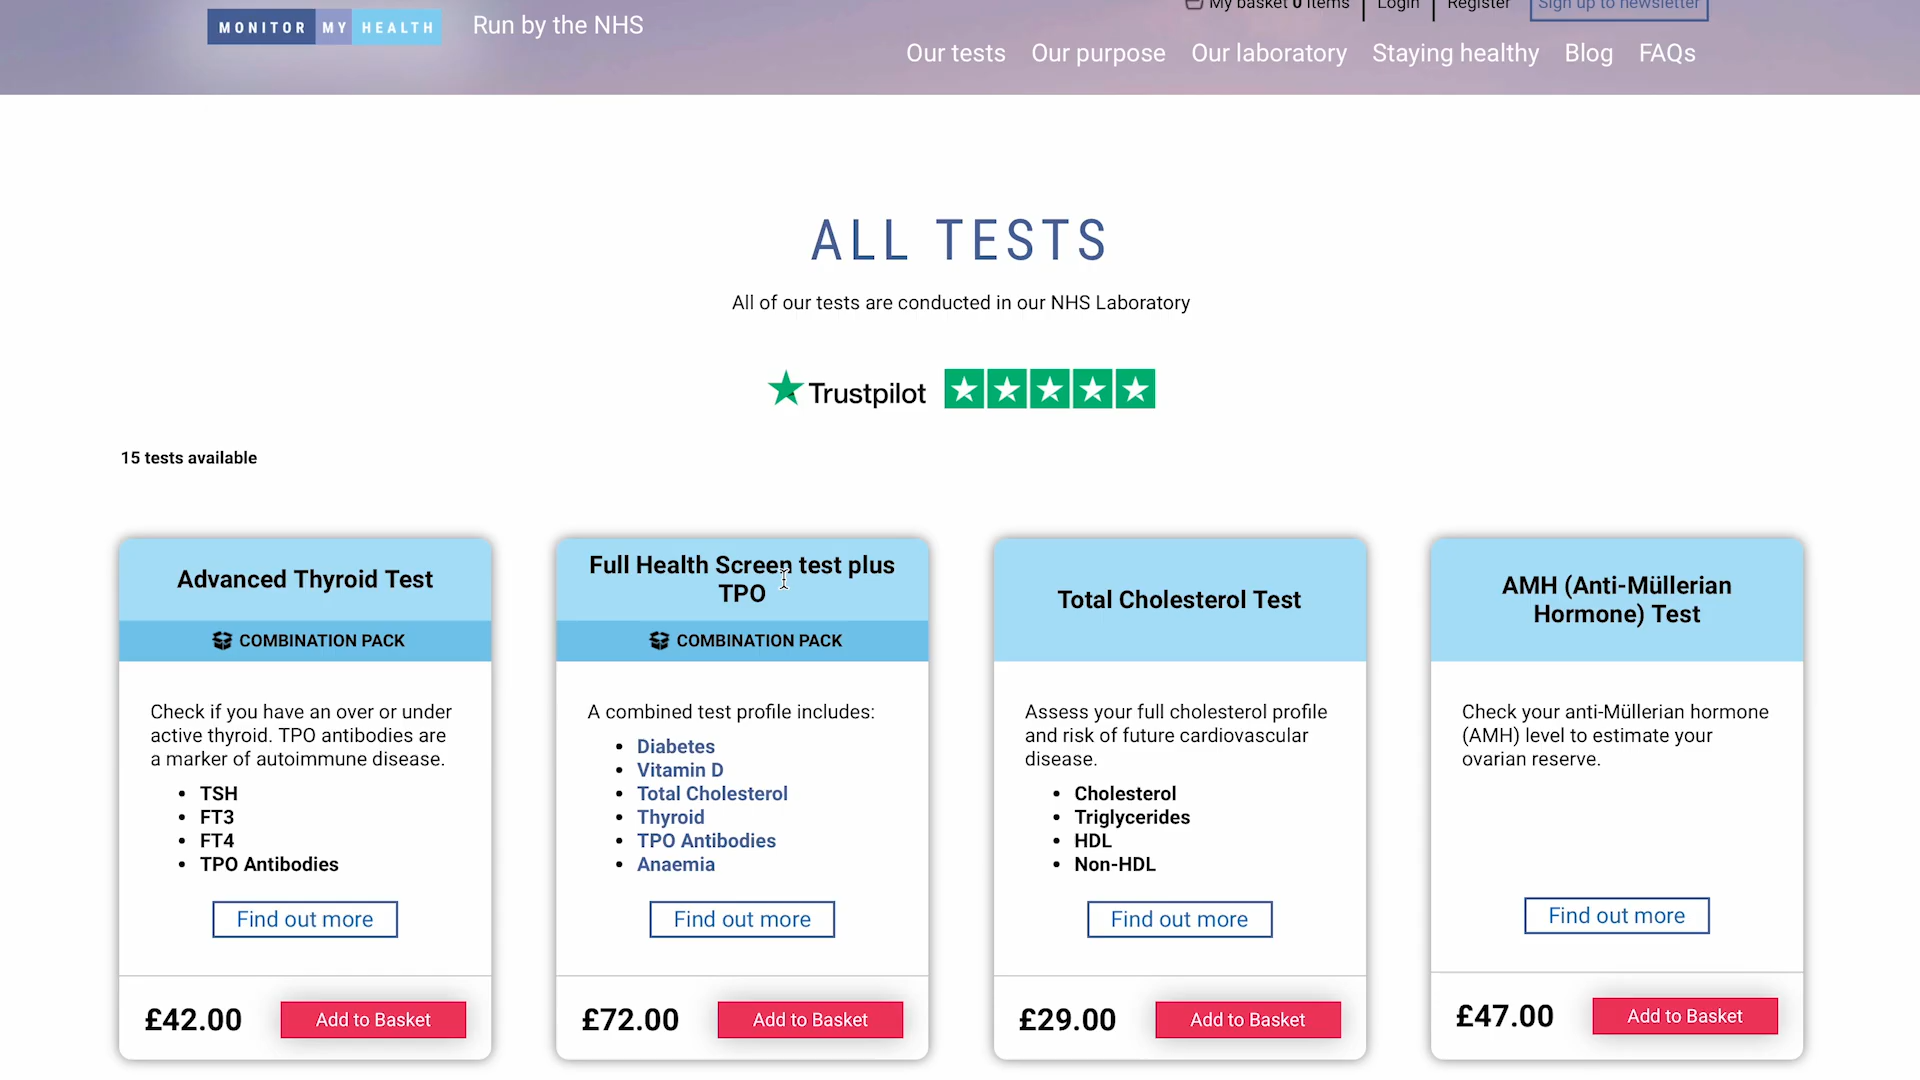 My basket 0 items
Login
Register
Sign up to newsletter
MONITOR MY HEALTH
Run by the NHS
Our tests
Our purpose
Our laboratory
Staying healthy
Blog
FAQs
ALL TESTS
All of our tests are conducted in our NHS Laboratory
Trustpilot
15 tests available
Advanced Thyroid Test
COMBINATION PACK
Check if you have an over or under
active thyroid. TPO antibodies are
a marker of autoimmune disease.
TSH
FT3
FT4
TPO Antibodies
Find out more
£42.00
Add to Basket
Full Health Screen test plus
TPO
COMBINATION PACK
A combined test profile includes:
Diabetes
Vitamin D
Total Cholesterol
Thyroid
TPO Antibodies
Anaemia
Find out more
£72.00
Add to Basket
Total Cholesterol Test
Assess your full cholesterol profile
and risk of future cardiovascular
disease.
Cholesterol
Triglycerides
HDL
Non-HDL
Find out more
£29.00
Add to Basket
AMH (Anti-Müllerian
Hormone) Test
Check your anti-Müllerian hormone
(AMH) level to estimate your
ovarian reserve.
Find out more
£47.00
Add to Basket